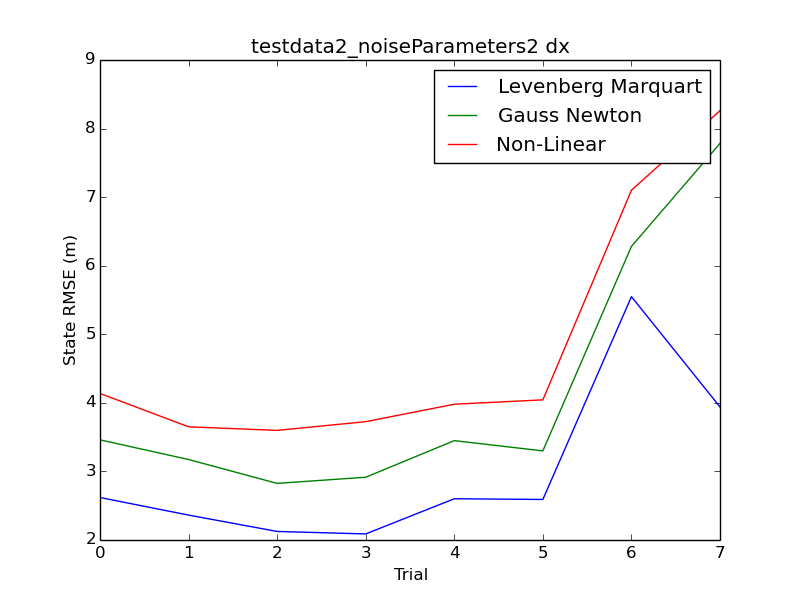 testdata2_noiseParameters2 dx
Levenberg Marquart
Gauss Newton
Non-Linear
State RMSE (m)
9
8
7
6
5
4
3
2
0 1 2 3 4 5 6 7
Trial